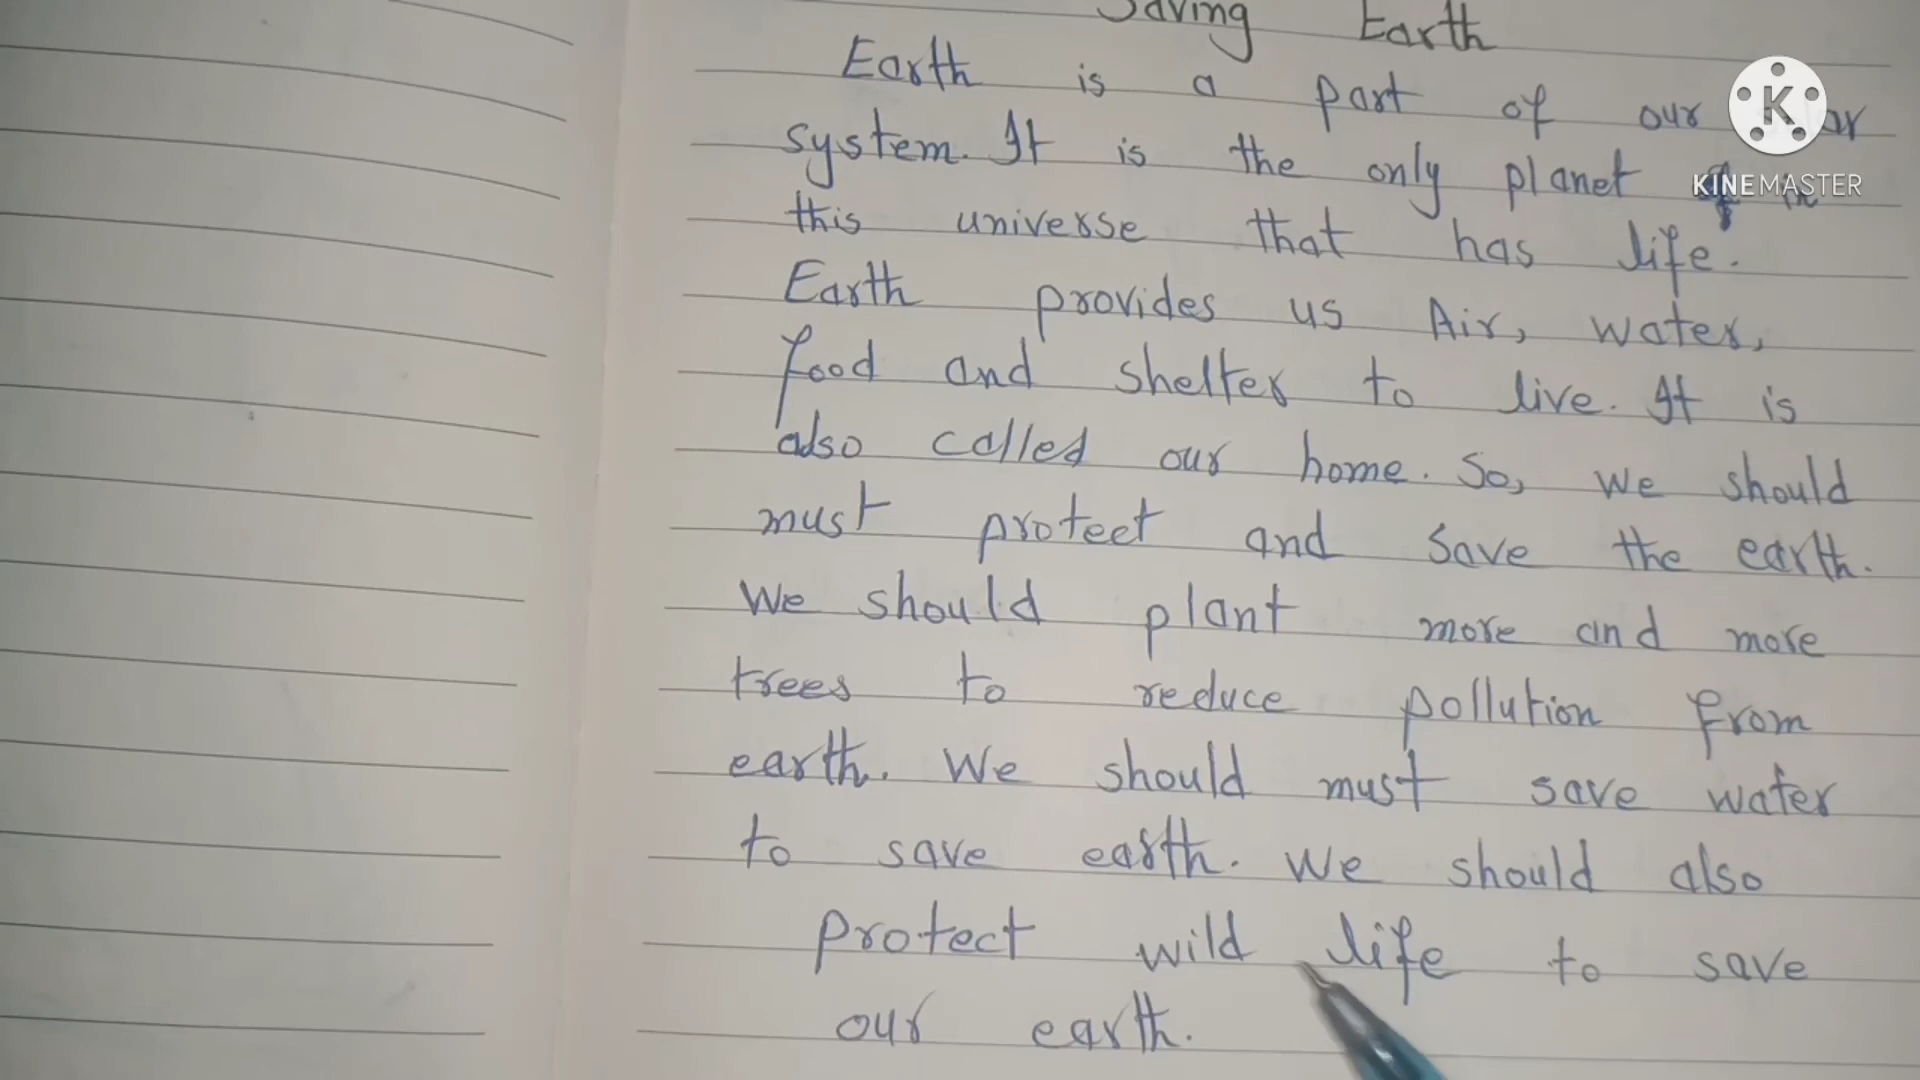 Saving Earth
Earth is a part of our solar
system. It is the only planet in
this universe that has life.
Earth provides us Air, water,
food and shelter to live. It is
also called our home. So, we should
must protect and save the earth.
We should plant more and more
trees to reduce pollution from
earth. We should must save water
to save earth. We should also
protect wild life to save
our earth.
K
KINEMASTER